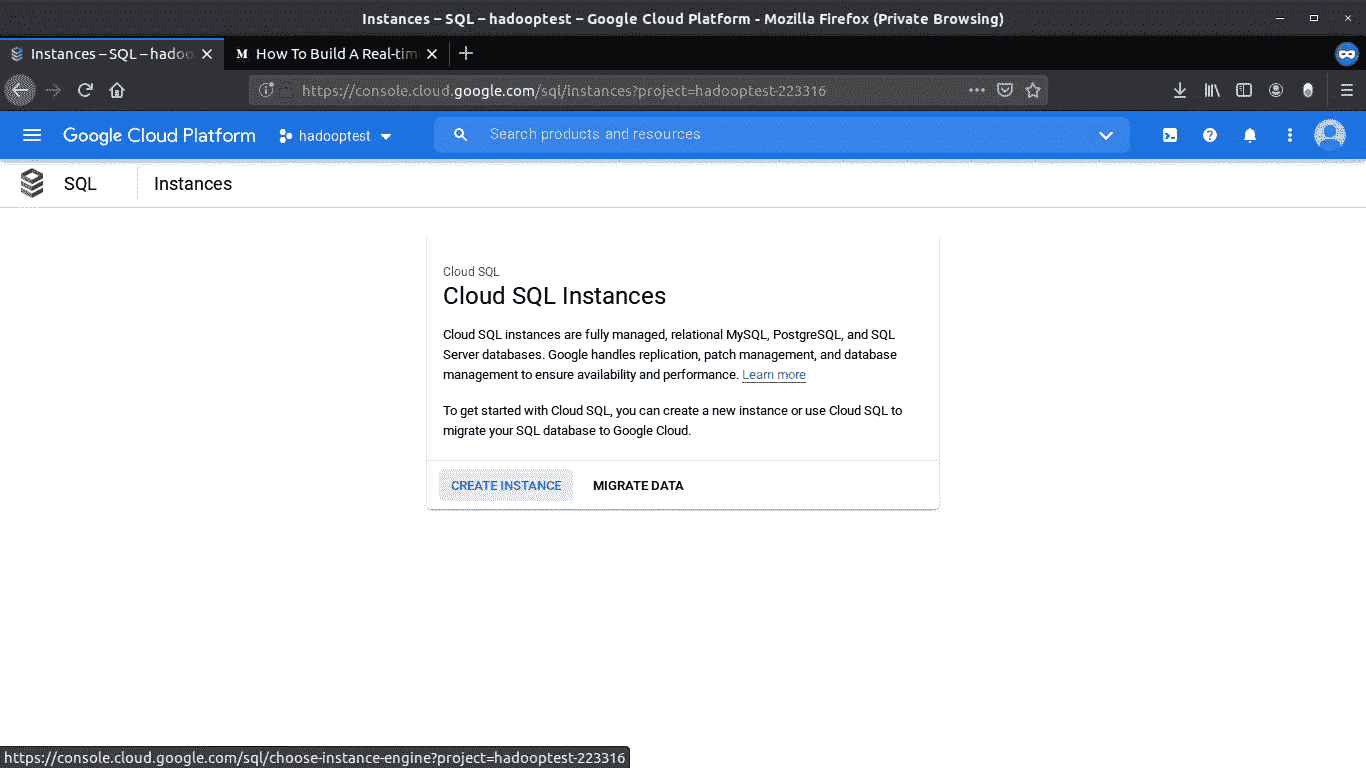 Instances – SQL – hadooptest – Google Cloud Platform - Mozilla Firefox (Private Browsing)
Instances – SQL – hadoo
M How To Build A Real-tim
https://console.cloud.google.com/sql/instances?project=hadooptest-223316
Google Cloud Platform
hadooptest
Search products and resources
SQL
Instances
Cloud SQL
Cloud SQL Instances
Cloud SQL instances are fully managed, relational MySQL, PostgreSQL, and SQL
Server databases. Google handles replication, patch management, and database
management to ensure availability and performance. Learn more
To get started with Cloud SQL, you can create a new instance or use Cloud SQL to
migrate your SQL database to Google Cloud.
CREATE INSTANCE
MIGRATE DATA
https://console.cloud.google.com/sql/choose-instance-engine?project=hadooptest-223316